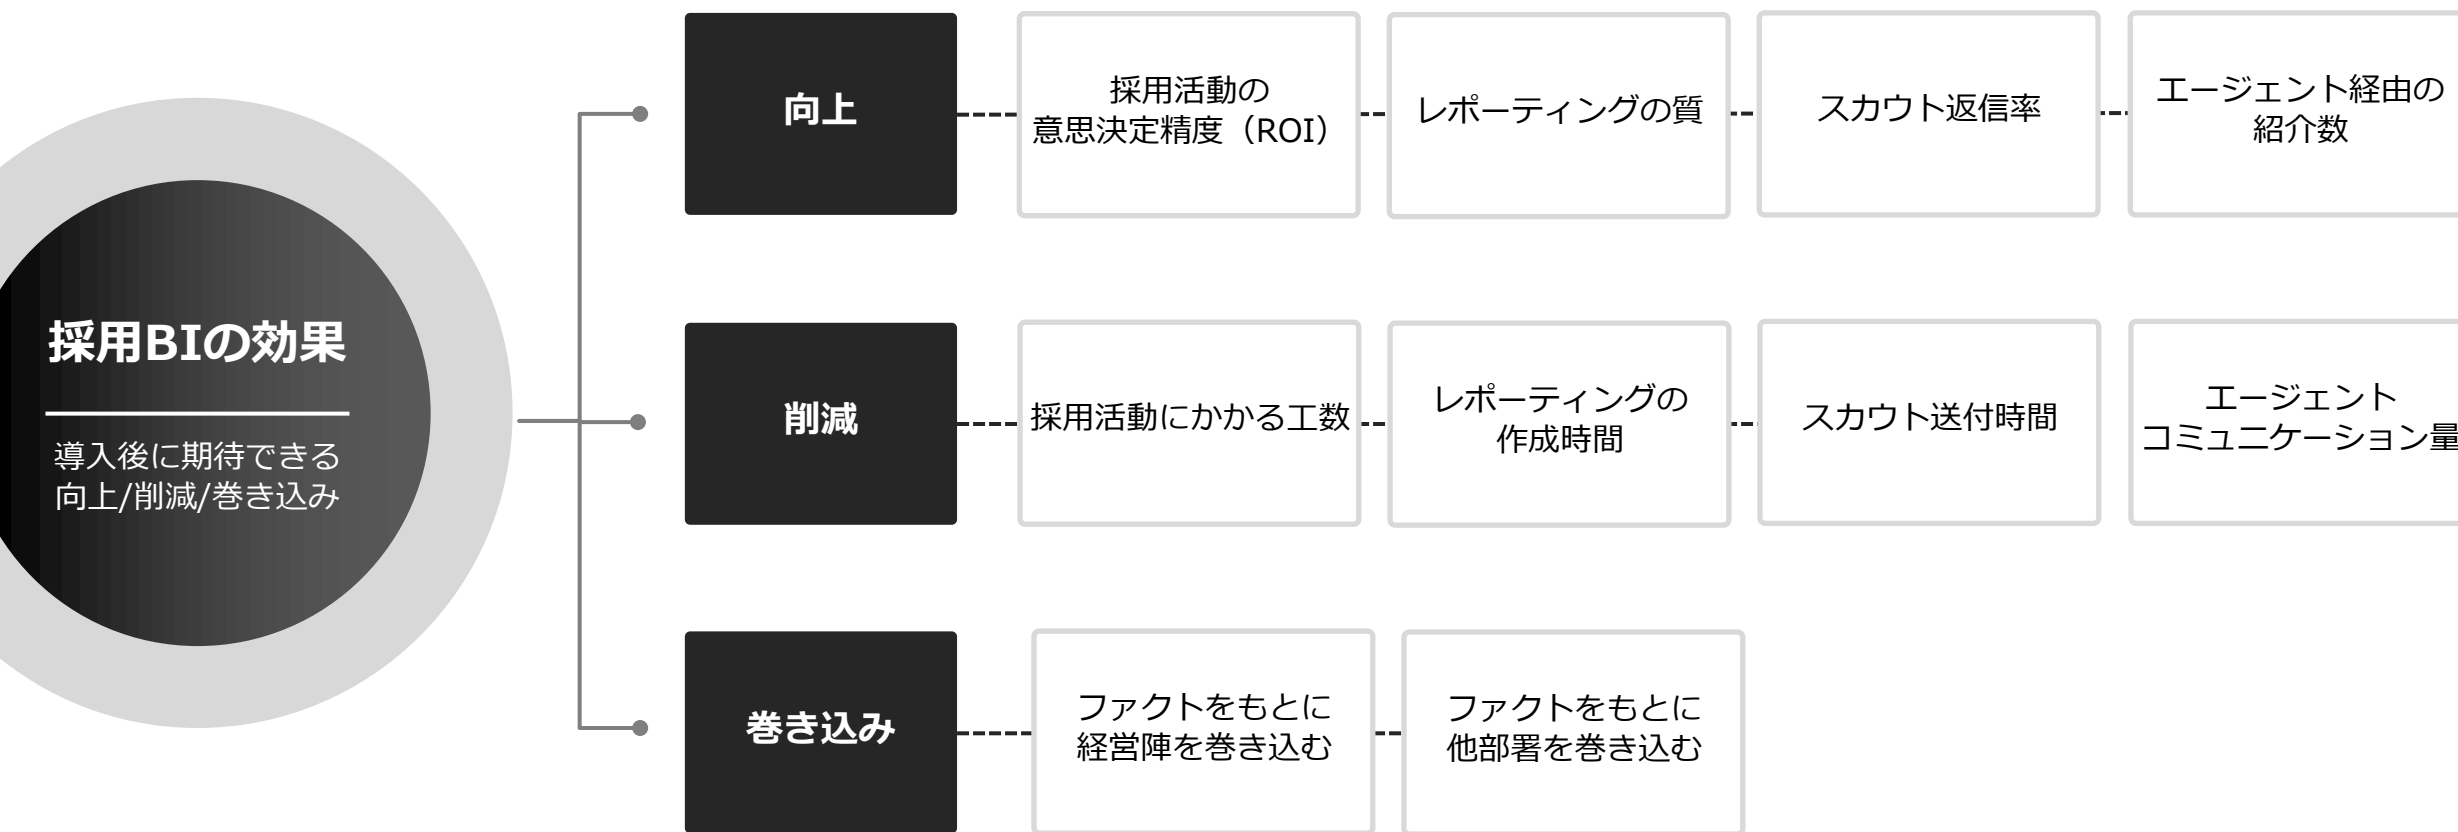 採用BIの効果
導入後に期待できる
向上/削減/巻き込み
向上
採用活動の
意思決定精度（ROI）
レポーティングの質
スカウト返信率
エージェント経由の
紹介数
削減
採用活動にかかる工数
レポーティングの
作成時間
スカウト送付時間
エージェント
コミュニケーション量
巻き込み
ファクトをもとに
経営陣を巻き込む
ファクトをもとに
他部署を巻き込む